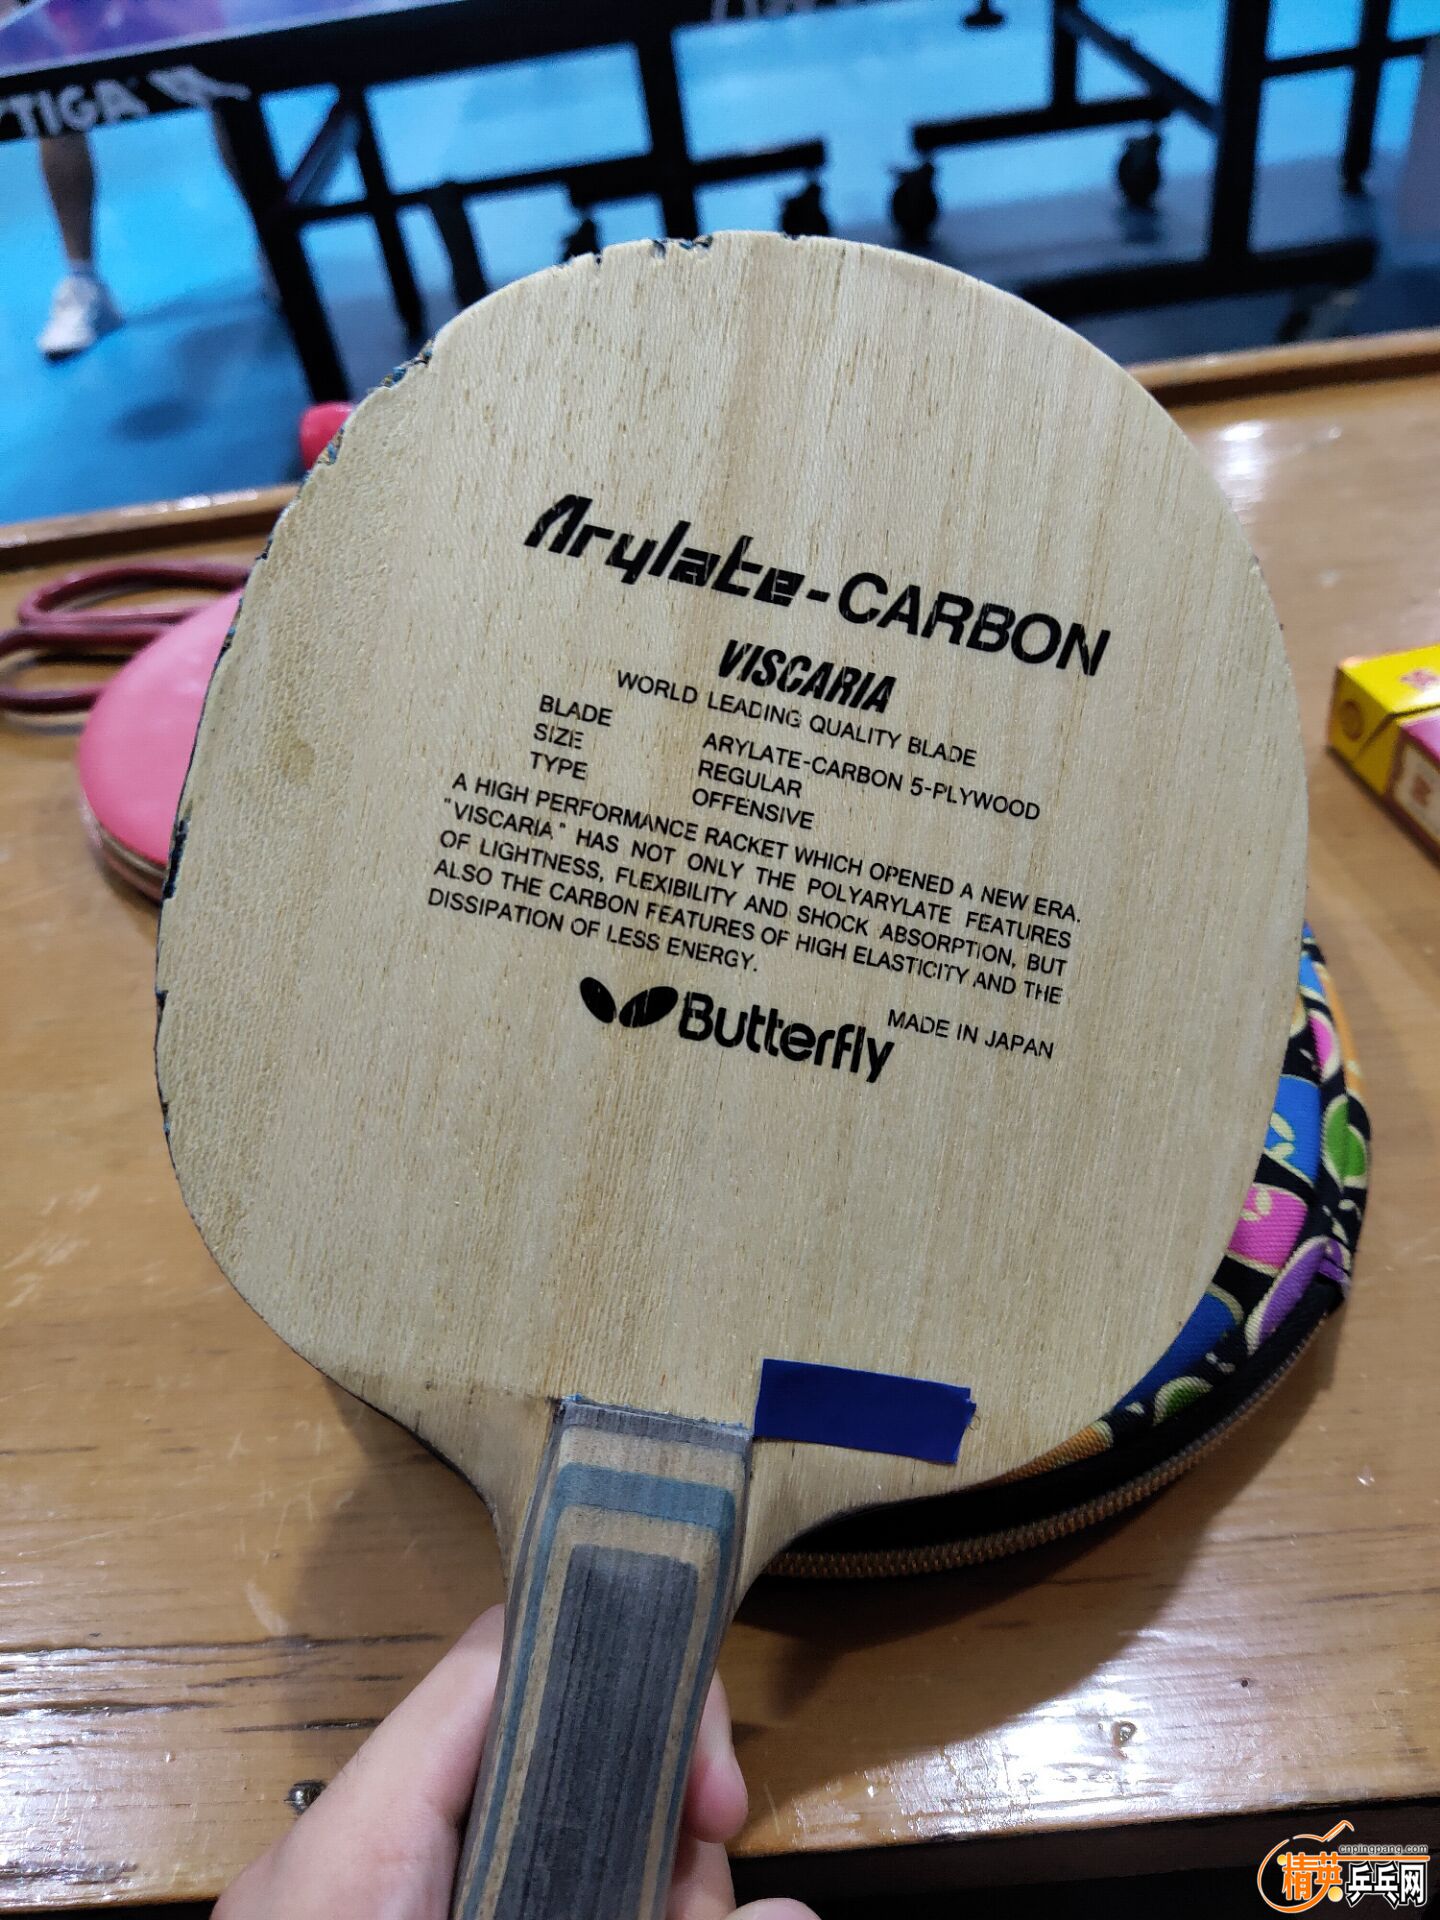 STIGA
Arylate-CARBON
VISCARIA
WORLD LEADING QUALITY BLADE
BLADE ARYLATE-CARBON 5-PLYWOOD
SIZE REGULAR
TYPE OFFENSIVE
A HIGH PERFORMANCE RACKET WHICH OPENED A NEW ERA.
"VISCARIA" HAS NOT ONLY THE POLYARYLATE FEATURES
OF LIGHTNESS, FLEXIBILITY AND SHOCK ABSORPTION, BUT
ALSO THE CARBON FEATURES OF HIGH ELASTICITY AND THE
DISSIPATION OF LESS ENERGY.
Butterfly MADE IN JAPAN
cnpingpang.com
精英乒乓网